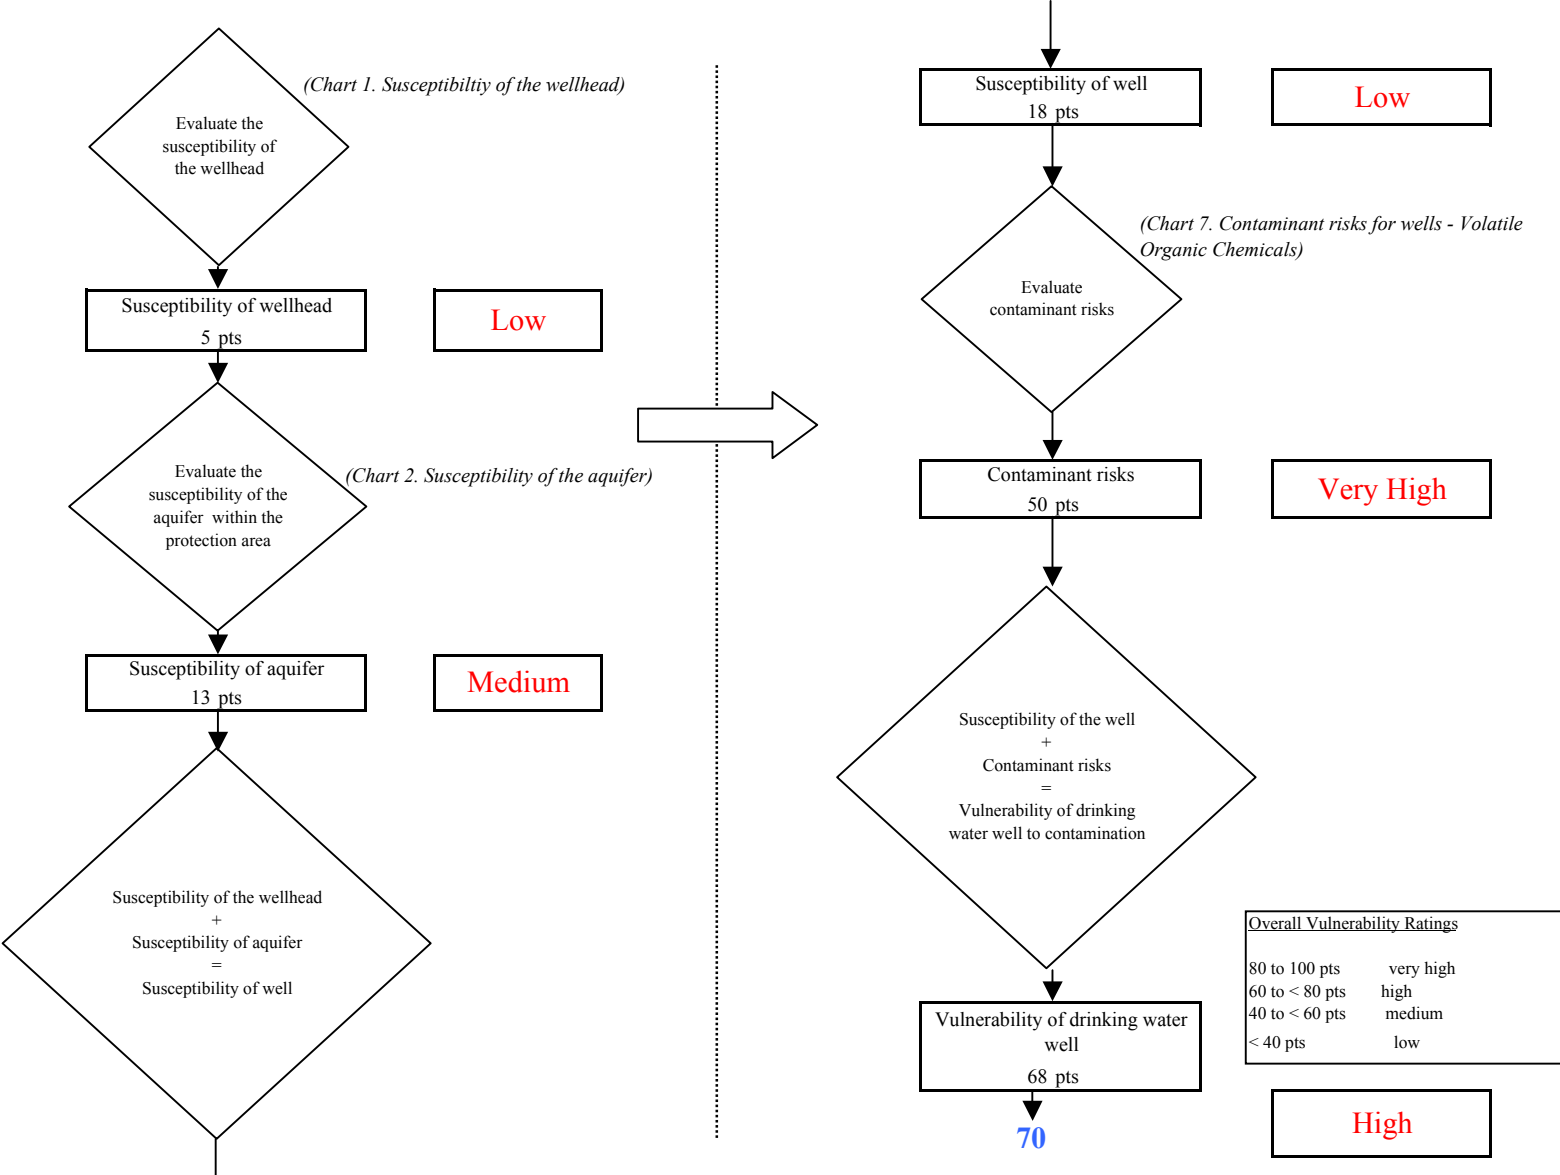 (Chart 1. Susceptibiltiy of the wellhead)
Evaluate the
susceptibility of
the wellhead
Susceptibility of wellhead
5 pts
Low
Evaluate the
susceptibility of the
aquifer within the
protection area
(Chart 2. Susceptibility of the aquifer)
Susceptibility of aquifer
13 pts
Medium
Susceptibility of the wellhead
+
Susceptibility of aquifer
=
Susceptibility of well
Susceptibility of well
18 pts
Low
(Chart 7. Contaminant risks for wells - Volatile
Organic Chemicals)
Evaluate
contaminant risks
Contaminant risks
50 pts
Very High
Susceptibility of the well
+
Contaminant risks
=
Vulnerability of drinking
water well to contamination
Overall Vulnerability Ratings
80 to 100 pts very high
60 to < 80 pts high
40 to < 60 pts medium
< 40 pts low
Vulnerability of drinking water
well
68 pts
70
High